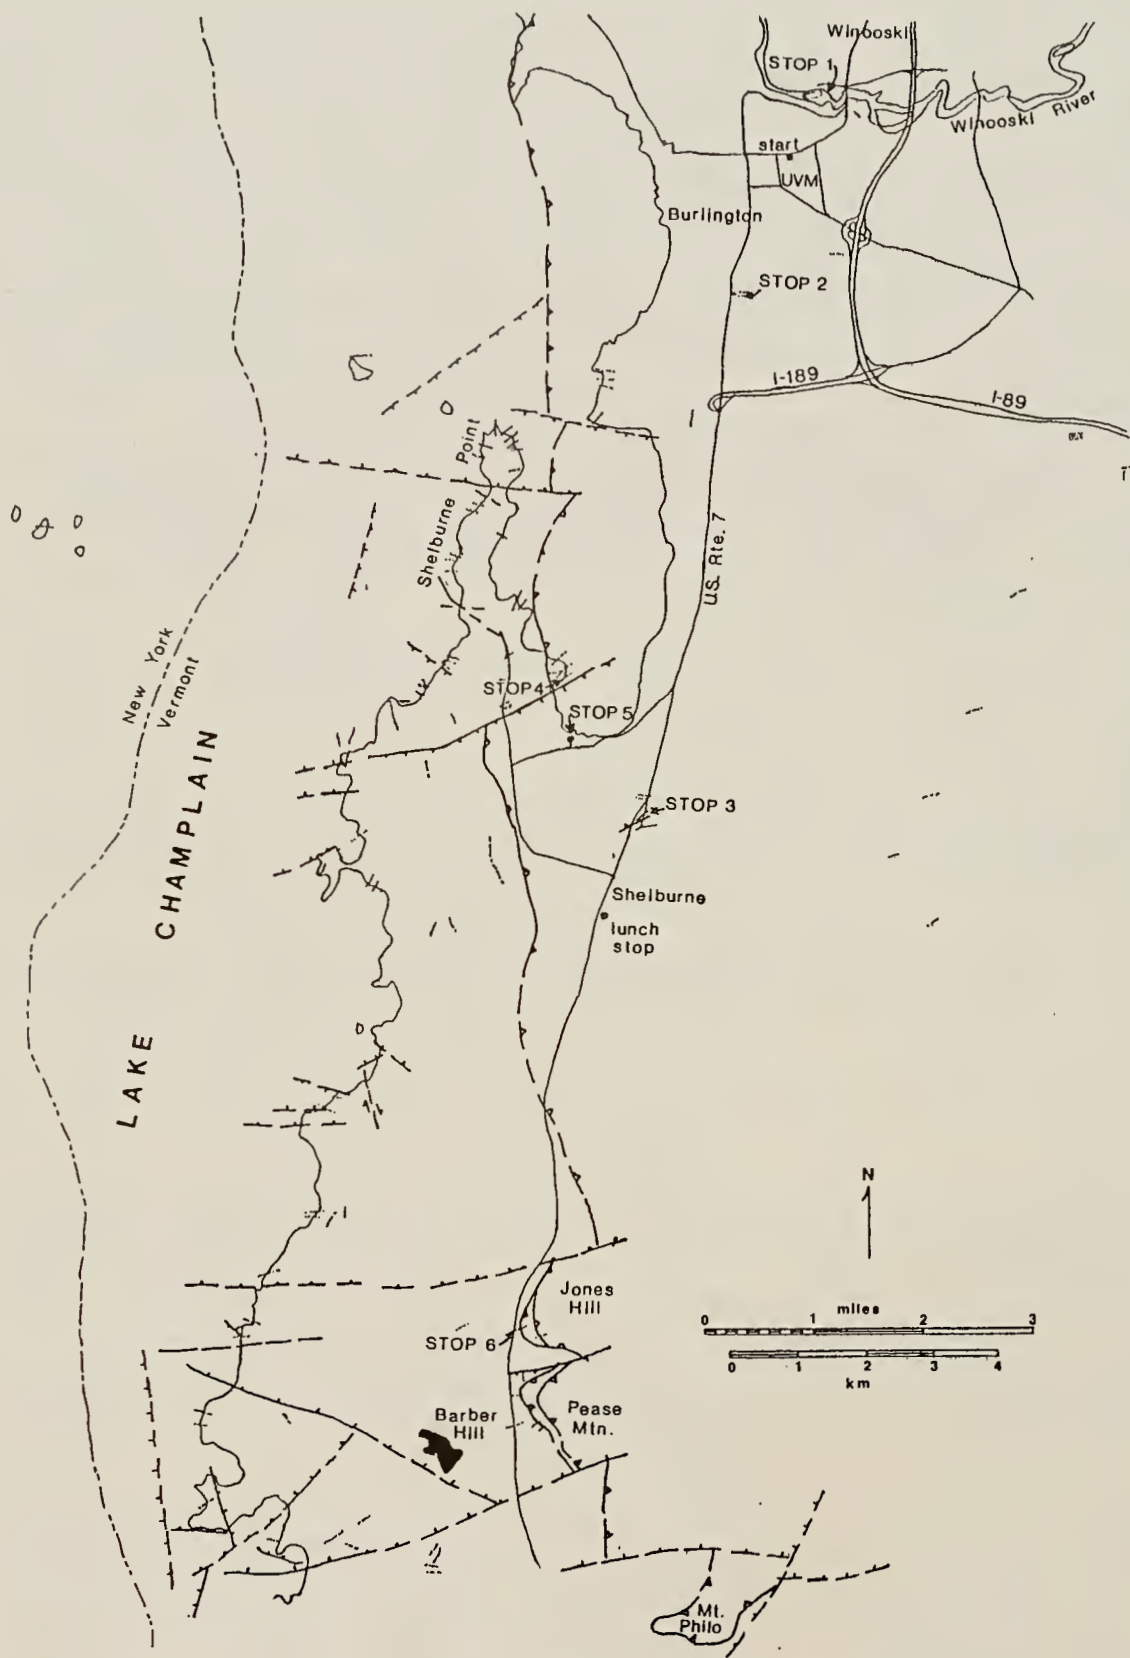 Winooski
STOP 1
Winooski River
start
UVM
Burlington
STOP 2
I-189
I-89
Shelburne Point
U.S. Rte. 7
New York
Vermont
STOP 4
STOP 5
STOP 3
LAKE CHAMPLAIN
Shelburne
lunch
stop
N
Jones
Hill
miles
0 1 2 3
0 1 2 3 4
km
STOP 6
Barber
Hill
Pease
Mtn.
Mt.
Philo